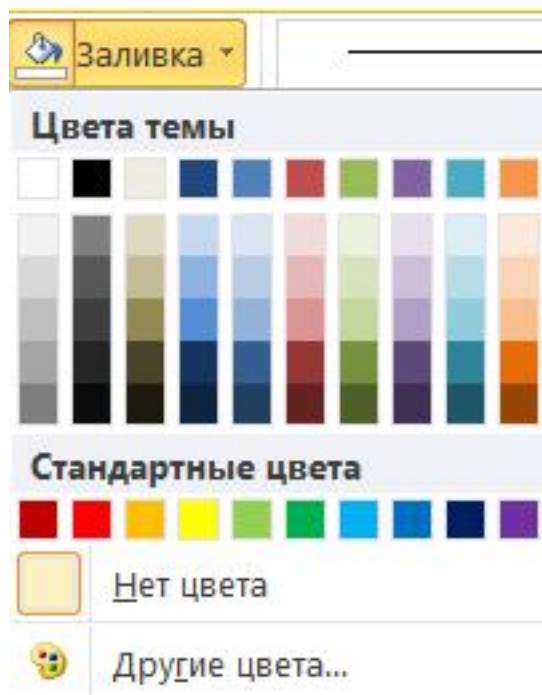 Заливка
Цвета темы
Стандартные цвета
Нет цвета
Другие цвета...